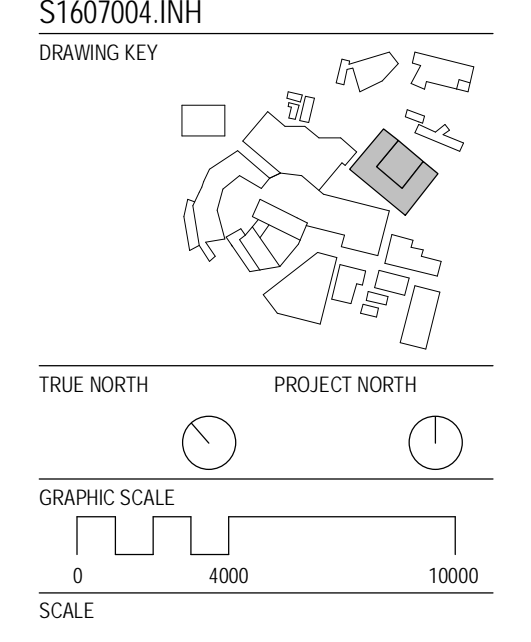 S1607004.INH
DRAWING KEY
TRUE NORTH PROJECT NORTH
GRAPHIC SCALE
0 4000 10000
SCALE